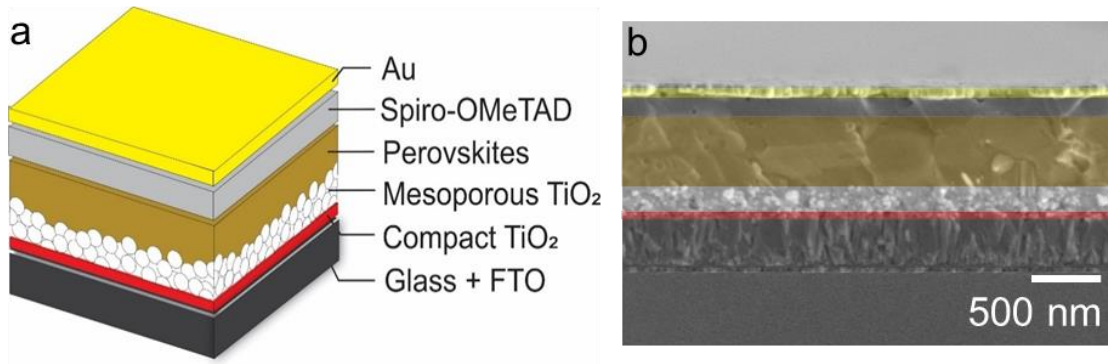 a
Au
Spiro-OMeTAD
Perovskites
Mesoporous TiO₂
Compact TiO₂
Glass + FTO
b
500 nm